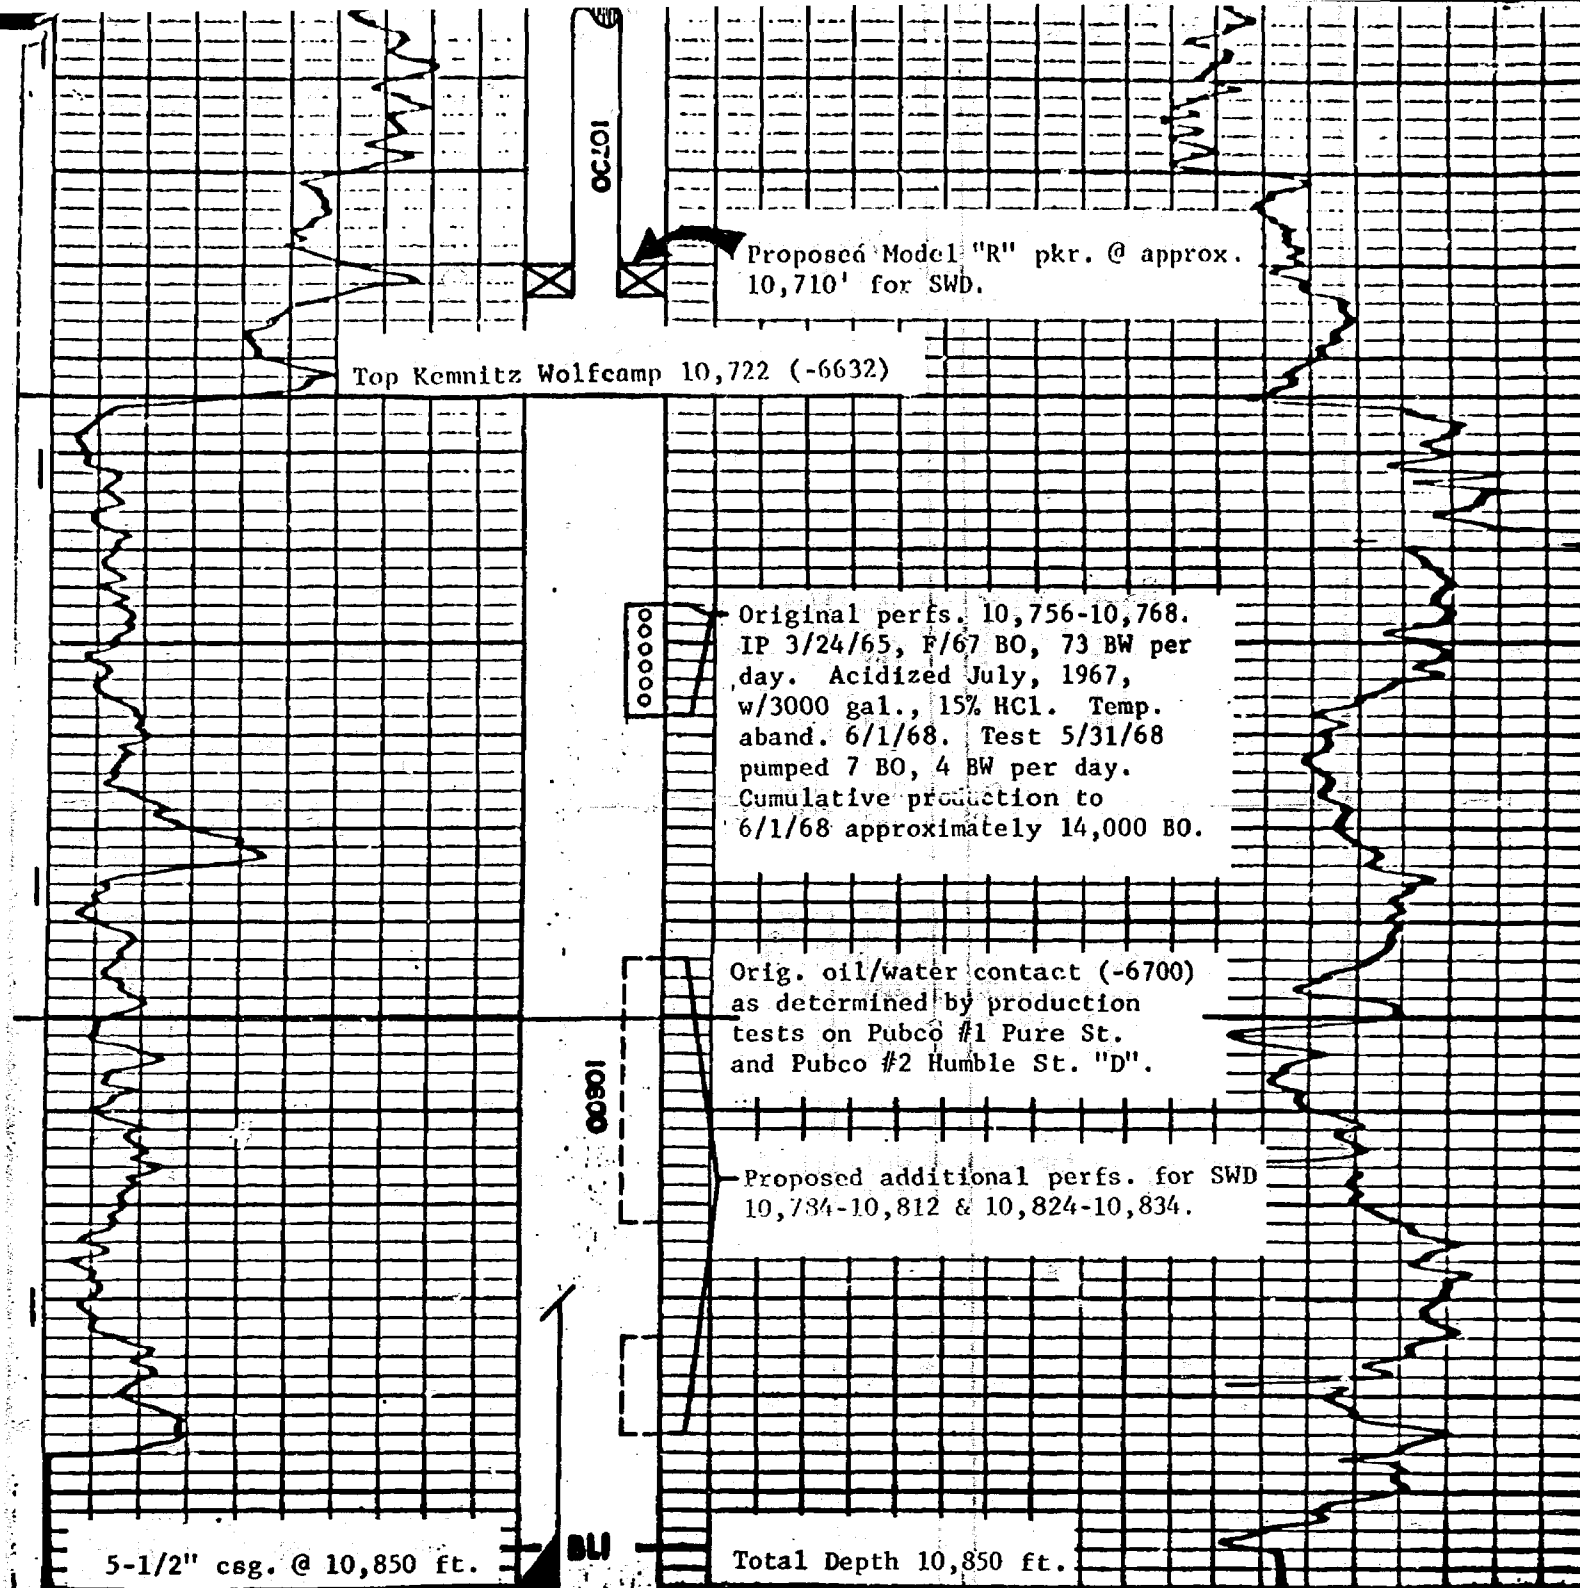 10700
Proposed Model "R" pkr. @ approx.
10,710' for SWD.
Top Kemnitz Wolfcamp 10,722 (-6632)
Original perfs. 10,756-10,768.
IP 3/24/65, F/67 BO, 73 BW per
day. Acidized July, 1967,
w/3000 gal., 15% HCl. Temp.
aband. 6/1/68. Test 5/31/68
pumped 7 BO, 4 BW per day.
Cumulative production to
6/1/68 approximately 14,000 BO.
Orig. oil/water contact (-6700)
as determined by production
tests on Pubco #1 Pure St.
and Pubco #2 Humble St. "D".
10800
Proposed additional perfs. for SWD
10,784-10,812 & 10,824-10,834.
BLI
5-1/2" csg. @ 10,850 ft.
Total Depth 10,850 ft.